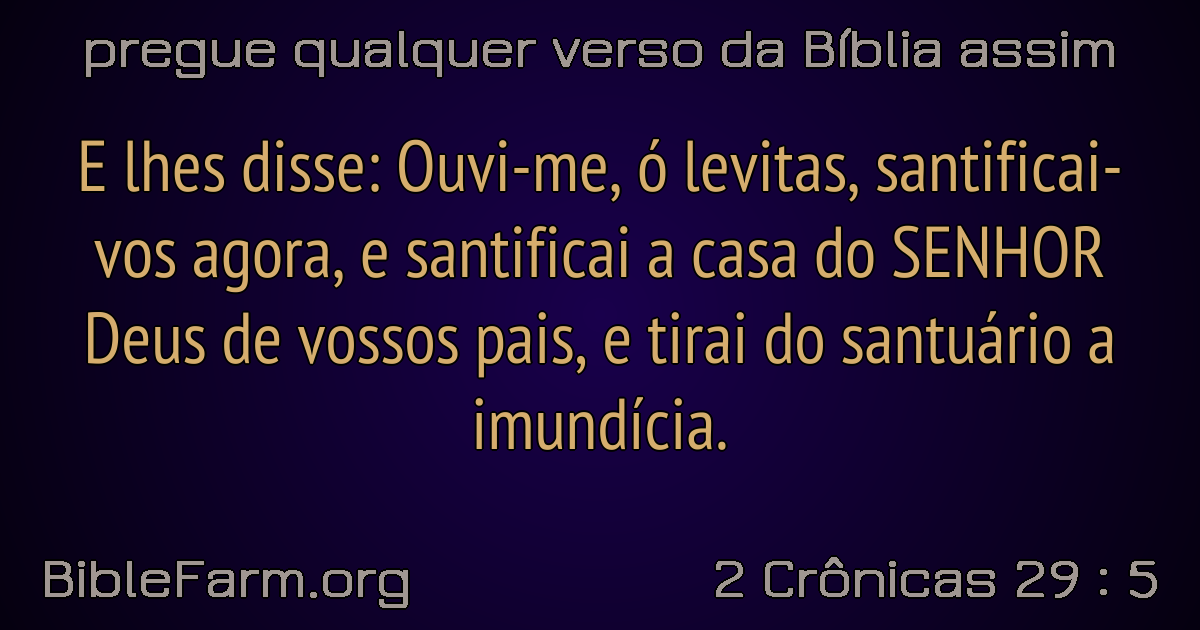 pregue qualquer verso da Bíblia assim
E lhes disse: Ouvi-me, ó levitas, santificai-
vos agora, e santificai a casa do SENHOR
Deus de vossos pais, e tirai do santuário a
imundícia.
BibleFarm.org
2 Crônicas 29 : 5